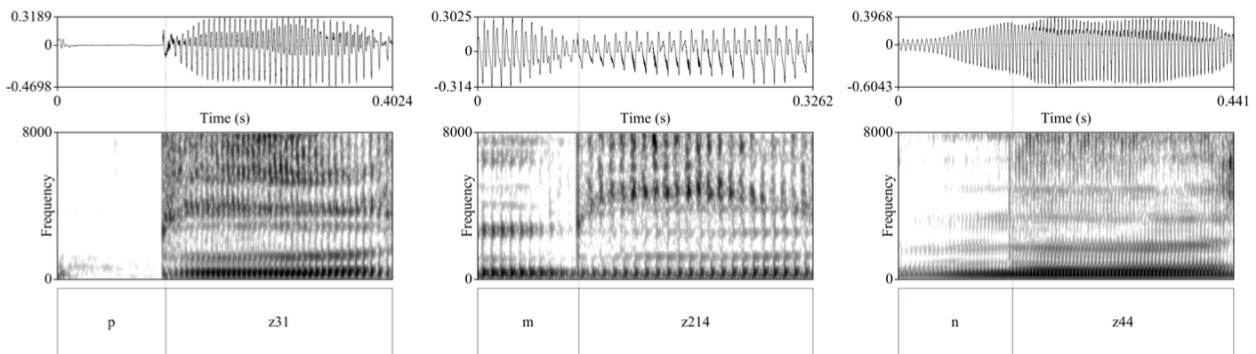 0.3189
0
-0.4698
0 0.4024
Time (s)
8000
Frequency
0
p z31
0.3025
0
-0.314
0 0.3262
Time (s)
8000
Frequency
0
m z214
0.3968
0
-0.6043
0 0.441
Time (s)
8000
Frequency
0
n z44